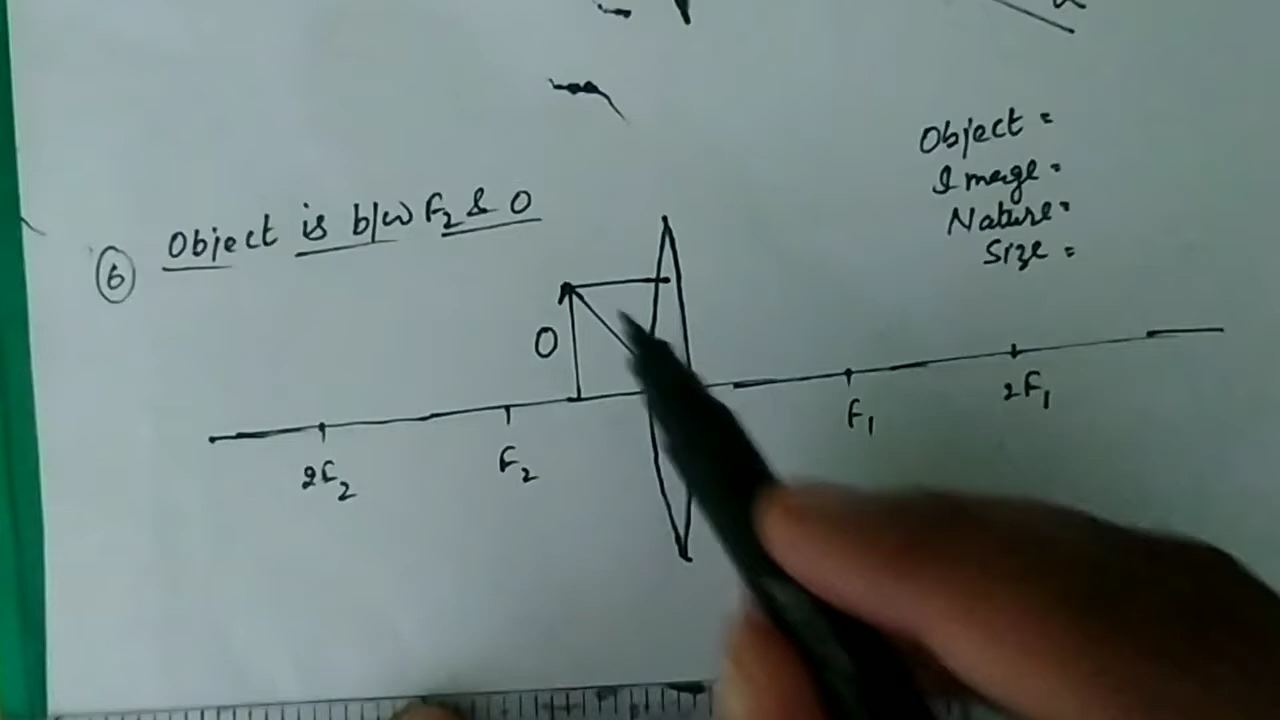 Object =
Image =
Nature =
Size =
6 Object is b/w F2 & O
O
2F2
F2
F1
2F1